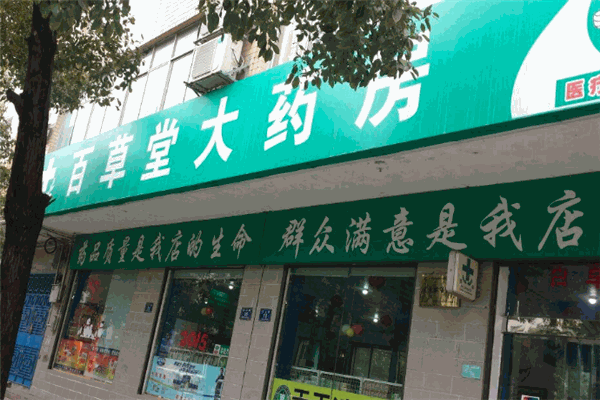 百草堂大药房
医疗
药品质量是我店的生命 群众满意是我店